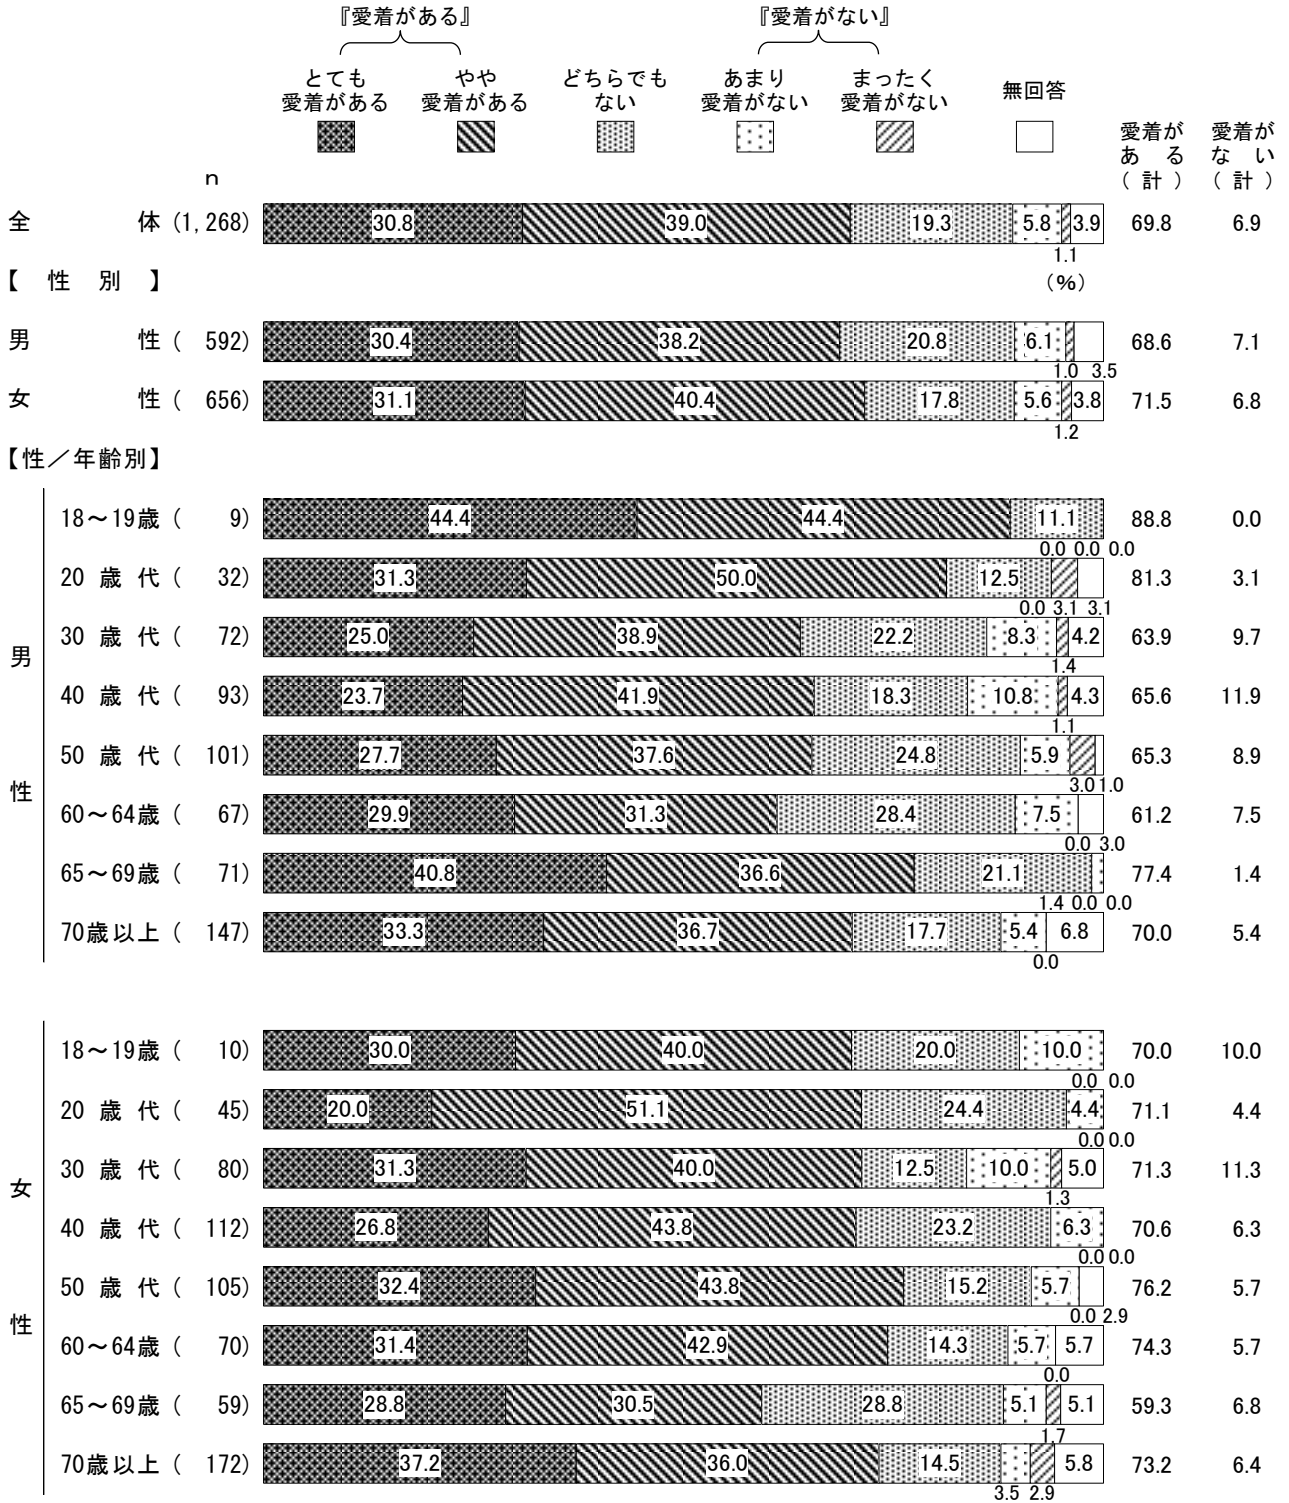 『愛着がある』 『愛着がない』
とても やや どちらでも あまり まったく 無回答
愛着がある 愛着がある ない 愛着がない 愛着がない
愛着が 愛着が
あ る な い
n （計） （計）
全 体 (1,268) 30.8 39.0 19.3 5.8 3.9 69.8 6.9
1.1
【 性 別 】 （%）
男 性 ( 592) 30.4 38.2 20.8 6.1 68.6 7.1
1.0 3.5
女 性 ( 656) 31.1 40.4 17.8 5.6 3.8 71.5 6.8
1.2
【性／年齢別】
男性
18～19歳 ( 9) 44.4 44.4 11.1 88.8 0.0
0.0 0.0 0.0
20 歳 代 ( 32) 31.3 50.0 12.5 81.3 3.1
0.0 3.1 3.1
30 歳 代 ( 72) 25.0 38.9 22.2 8.3 4.2 63.9 9.7
1.4
40 歳 代 ( 93) 23.7 41.9 18.3 10.8 4.3 65.6 11.9
1.1
50 歳 代 ( 101) 27.7 37.6 24.8 5.9 65.3 8.9
3.0 1.0
60～64歳 ( 67) 29.9 31.3 28.4 7.5 61.2 7.5
0.0 3.0
65～69歳 ( 71) 40.8 36.6 21.1 77.4 1.4
1.4 0.0 0.0
70歳以上 ( 147) 33.3 36.7 17.7 5.4 6.8 70.0 5.4
0.0
女性
18～19歳 ( 10) 30.0 40.0 20.0 10.0 70.0 10.0
0.0 0.0
20 歳 代 ( 45) 20.0 51.1 24.4 4.4 71.1 4.4
0.0 0.0
30 歳 代 ( 80) 31.3 40.0 12.5 10.0 5.0 71.3 11.3
1.3
40 歳 代 ( 112) 26.8 43.8 23.2 6.3 70.6 6.3
0.0 0.0
50 歳 代 ( 105) 32.4 43.8 15.2 5.7 76.2 5.7
0.0 2.9
60～64歳 ( 70) 31.4 42.9 14.3 5.7 5.7 74.3 5.7
0.0
65～69歳 ( 59) 28.8 30.5 28.8 5.1 5.1 59.3 6.8
1.7
70歳以上 ( 172) 37.2 36.0 14.5 5.8 73.2 6.4
3.5 2.9